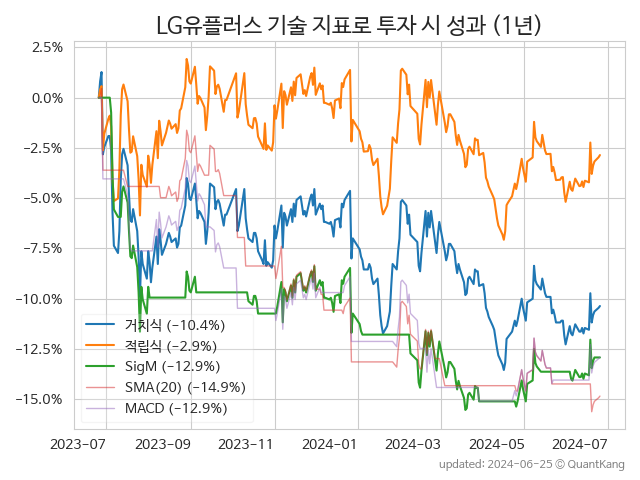 LG유플러스 기술 지표로 투자 시 성과 (1년)
2.5%
0.0%
−2.5%
−5.0%
−7.5%
−10.0%
−12.5%
−15.0%
거치식 (−10.4%)
적립식 (−2.9%)
SigM (−12.9%)
SMA(20) (−14.9%)
MACD (−12.9%)
2023-07 2023-09 2023-11 2024-01 2024-03 2024-05 2024-07
updated: 2024-06-25 ⓒ QuantKang